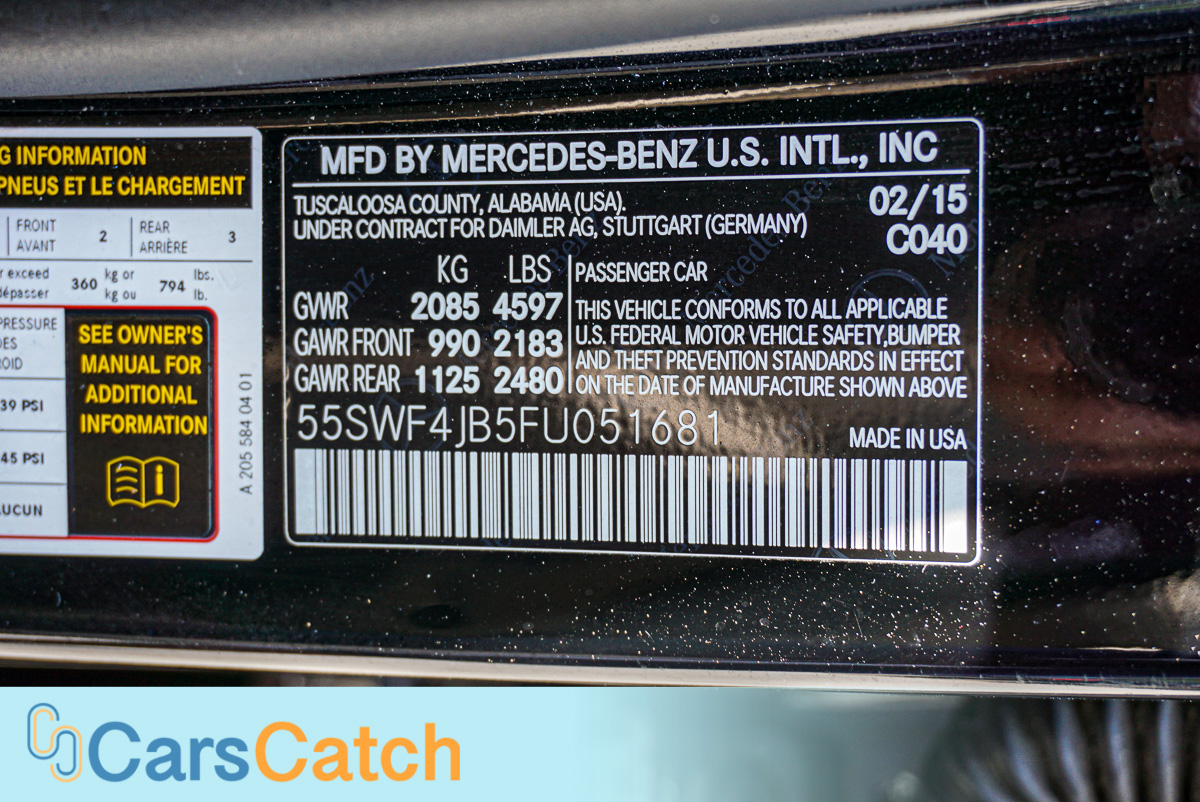 G INFORMATION
PNEUS ET LE CHARGEMENT
FRONT
AVANT
2
REAR
ARRIÈRE
3
r exceed
dépasser
360
kg or
kg ou
794
lbs.
lb.
PRESSURE
DES
OID
39 PSI
45 PSI
AUCUN
SEE OWNER'S
MANUAL FOR
ADDITIONAL
INFORMATION
A 205 584 04 01
MFD BY MERCEDES-BENZ U.S. INTL., INC
TUSCALOOSA COUNTY, ALABAMA (USA).
UNDER CONTRACT FOR DAIMLER AG, STUTTGART (GERMANY)
02/15
C040
KG LBS
GVWR 2085 4597
GAWR FRONT 990 2183
GAWR REAR 1125 2480
PASSENGER CAR
THIS VEHICLE CONFORMS TO ALL APPLICABLE
U.S. FEDERAL MOTOR VEHICLE SAFETY,BUMPER
AND THEFT PREVENTION STANDARDS IN EFFECT
ON THE DATE OF MANUFACTURE SHOWN ABOVE
55SWF4JB5FU051681
MADE IN USA
CarsCatch